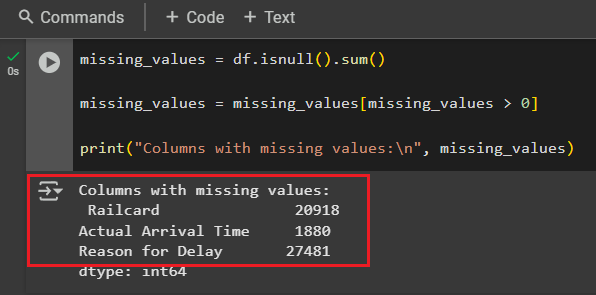 Commands + Code + Text
missing_values = df.isnull().sum()
0s
missing_values = missing_values[missing_values > 0]
print("Columns with missing values:\n", missing_values)
Columns with missing values:
Railcard 20918
Actual Arrival Time 1880
Reason for Delay 27481
dtype: int64